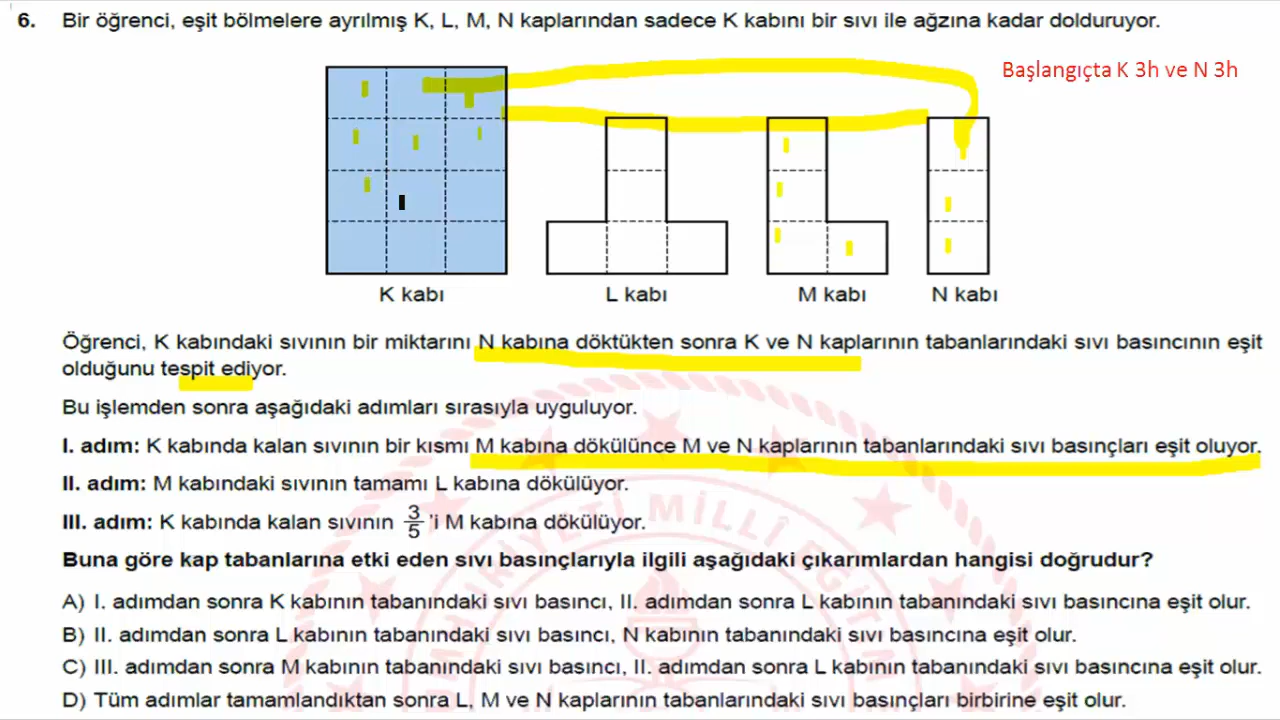 6. Bir öğrenci, eşit bölmelere ayrılmış K, L, M, N kaplarından sadece K kabını bir sıvı ile ağzına kadar dolduruyor.
Başlangıçta K 3h ve N 3h
K kabı L kabı M kabı N kabı
Öğrenci, K kabındaki sıvının bir miktarını N kabına döktükten sonra K ve N kaplarının tabanlarındaki sıvı basıncının eşit
olduğunu tespit ediyor.
Bu işlemden sonra aşağıdaki adımları sırasıyla uyguluyor.
I. adım: K kabında kalan sıvının bir kısmı M kabına dökülünce M ve N kaplarının tabanlarındaki sıvı basınçları eşit oluyor.
II. adım: M kabındaki sıvının tamamı L kabına dökülüyor.
III. adım: K kabında kalan sıvının 3/5 'i M kabına dökülüyor.
Buna göre kap tabanlarına etki eden sıvı basınçlarıyla ilgili aşağıdaki çıkarımlardan hangisi doğrudur?
A) I. adımdan sonra K kabının tabanındaki sıvı basıncı, II. adımdan sonra L kabının tabanındaki sıvı basıncına eşit olur.
B) II. adımdan sonra L kabının tabanındaki sıvı basıncı, N kabının tabanındaki sıvı basıncına eşit olur.
C) III. adımdan sonra M kabının tabanındaki sıvı basıncı, II. adımdan sonra L kabının tabanındaki sıvı basıncına eşit olur.
D) Tüm adımlar tamamlandıktan sonra L, M ve N kaplarının tabanlarındaki sıvı basınçları birbirine eşit olur.